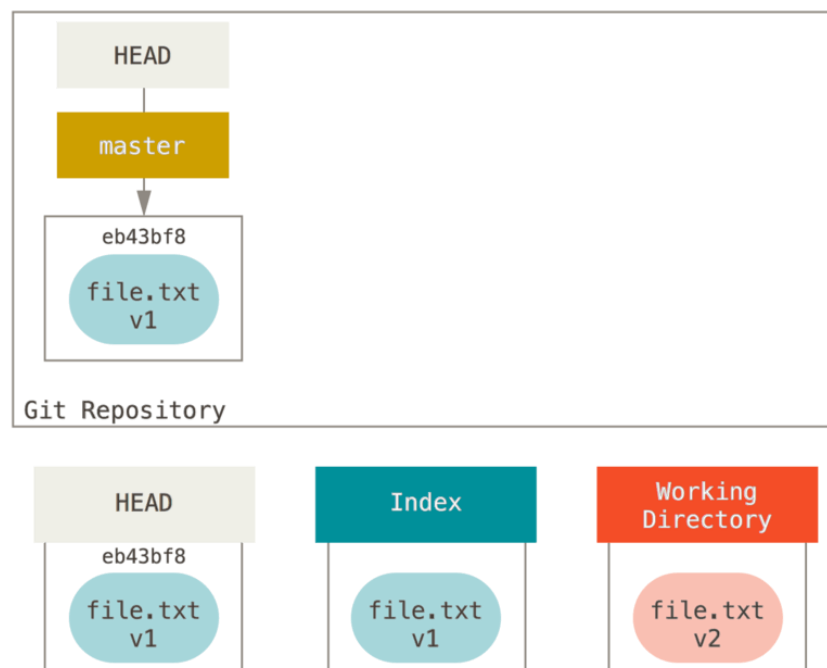 HEAD
master
eb43bf8
file.txt
v1
Git Repository
HEAD
Index
Working
Directory
eb43bf8
file.txt
v1
file.txt
v1
file.txt
v2